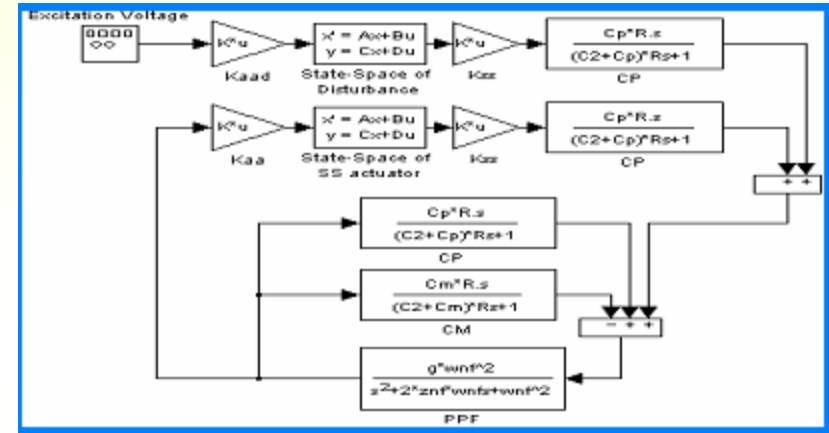 Excitation Voltage
K*u
Kaad
x' = Ax+Bu
y = Cx+Du
State-Space of
Disturbance
K*u
Kss
Cp*R.s
(C2+Cp)*Rs+1
CP
K*u
Kaa
x' = Ax+Bu
y = Cx+Du
State-Space of
SS actuator
K*u
Kss
Cp*R.s
(C2+Cp)*Rs+1
CP
+ +
Cp*R.s
(C2+Cp)*Rs+1
CP
Cm*R.s
(C2+Cm)*Rs+1
CM
- + +
g*wnf^2
s^2+2*znf*wnfs+wnf^2
PPF